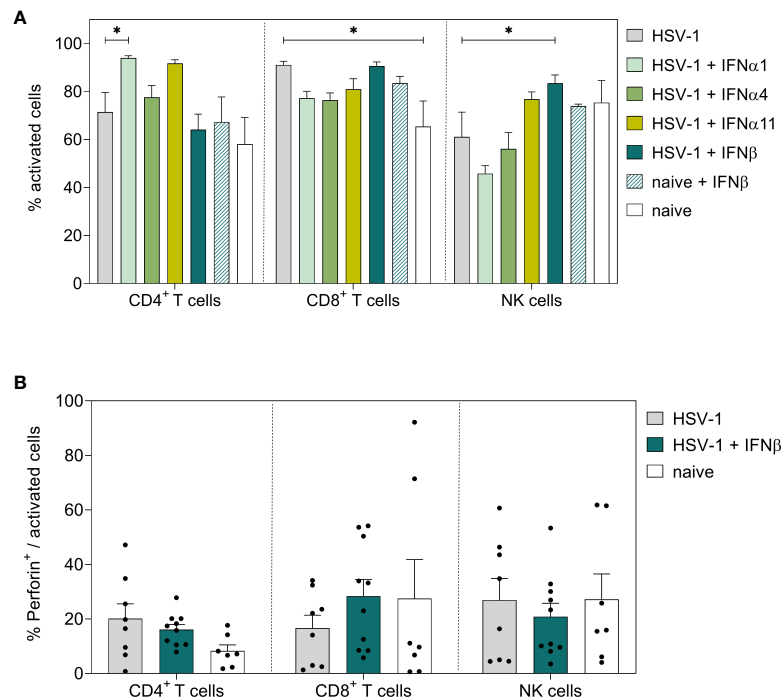 A
% activated cells
100
80
60
40
20
0
*
*
*
CD4⁺ T cells
CD8⁺ T cells
NK cells
HSV-1
HSV-1 + IFNα1
HSV-1 + IFNα4
HSV-1 + IFNα11
HSV-1 + IFNβ
naive + IFNβ
naive
B
% Perforin⁺ / activated cells
100
80
60
40
20
0
CD4⁺ T cells
CD8⁺ T cells
NK cells
HSV-1
HSV-1 + IFNβ
naive